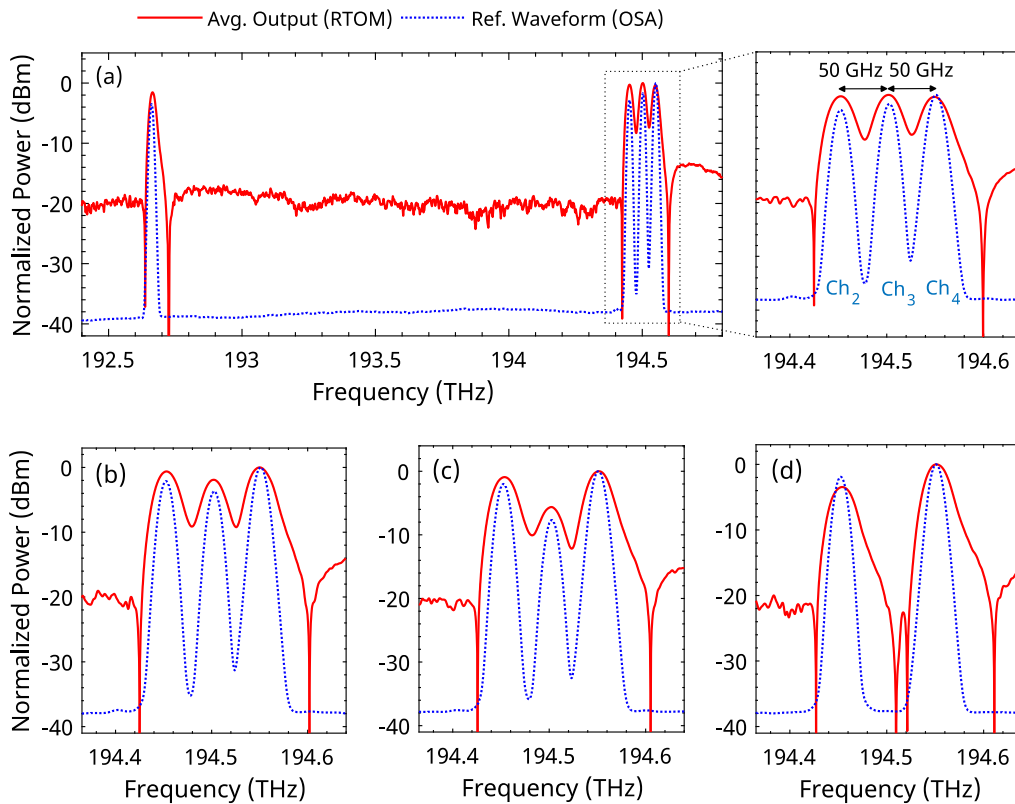 Avg. Output (RTOM) Ref. Waveform (OSA)
(a)
Normalized Power (dBm)
0
-10
-20
-30
-40
192.5 193 193.5 194 194.5
Frequency (THz)
50 GHz 50 GHz
Ch2 Ch3 Ch4
194.4 194.5 194.6
(b)
Normalized Power (dBm)
0
-10
-20
-30
-40
194.4 194.5 194.6
Frequency (THz)
(c)
0
-10
-20
-30
-40
194.4 194.5 194.6
Frequency (THz)
(d)
0
-10
-20
-30
-40
194.4 194.5 194.6
Frequency (THz)